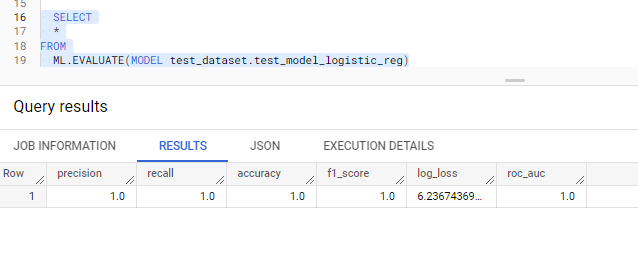 15
16 SELECT
17 *
18 FROM
19 ML.EVALUATE(MODEL test_dataset.test_model_logistic_reg)
Query results
JOB INFORMATION RESULTS JSON EXECUTION DETAILS
Row precision recall accuracy f1_score log_loss roc_auc
1 1.0 1.0 1.0 1.0 6.23674369... 1.0